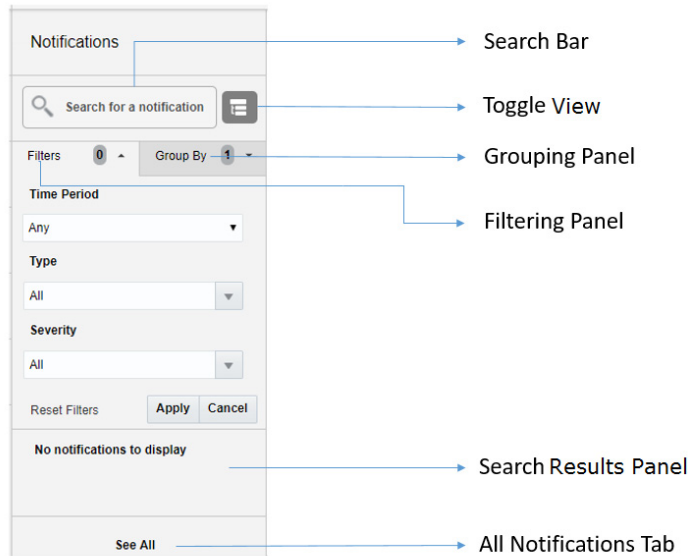 Notifications
Search Bar
Search for a notification
Toggle View
Filters 0 Group By 1
Grouping Panel
Time Period
Filtering Panel
Any
Type
All
Severity
All
Reset Filters Apply Cancel
No notifications to display
Search Results Panel
See All
All Notifications Tab